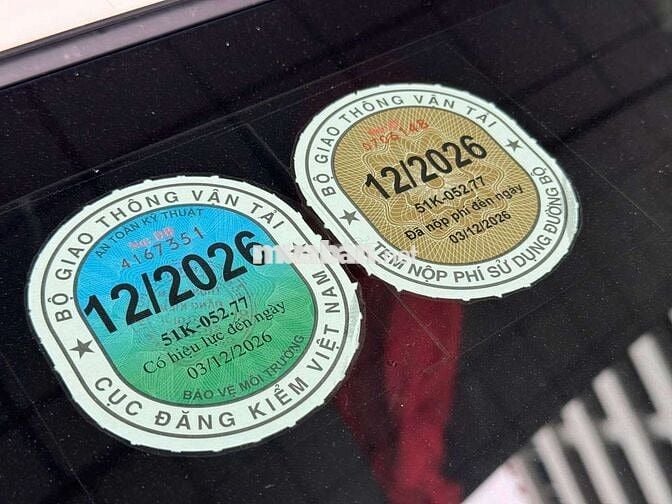 BỘ GIAO THÔNG VẬN TẢI
AN TOÀN KỸ THUẬT
4167351
12/2026
51K-052.77
Có hiệu lực đến ngày
03/12/2026
BẢO VỆ MÔI TRƯỜNG
CỤC ĐĂNG KIỂM VIỆT NAM
BỘ GIAO THÔNG VẬN TẢI
12/2026
51K-052.77
Đã nộp phí đến ngày
03/12/2026
TEM NỘP PHÍ SỬ DỤNG ĐƯỜNG BỘ